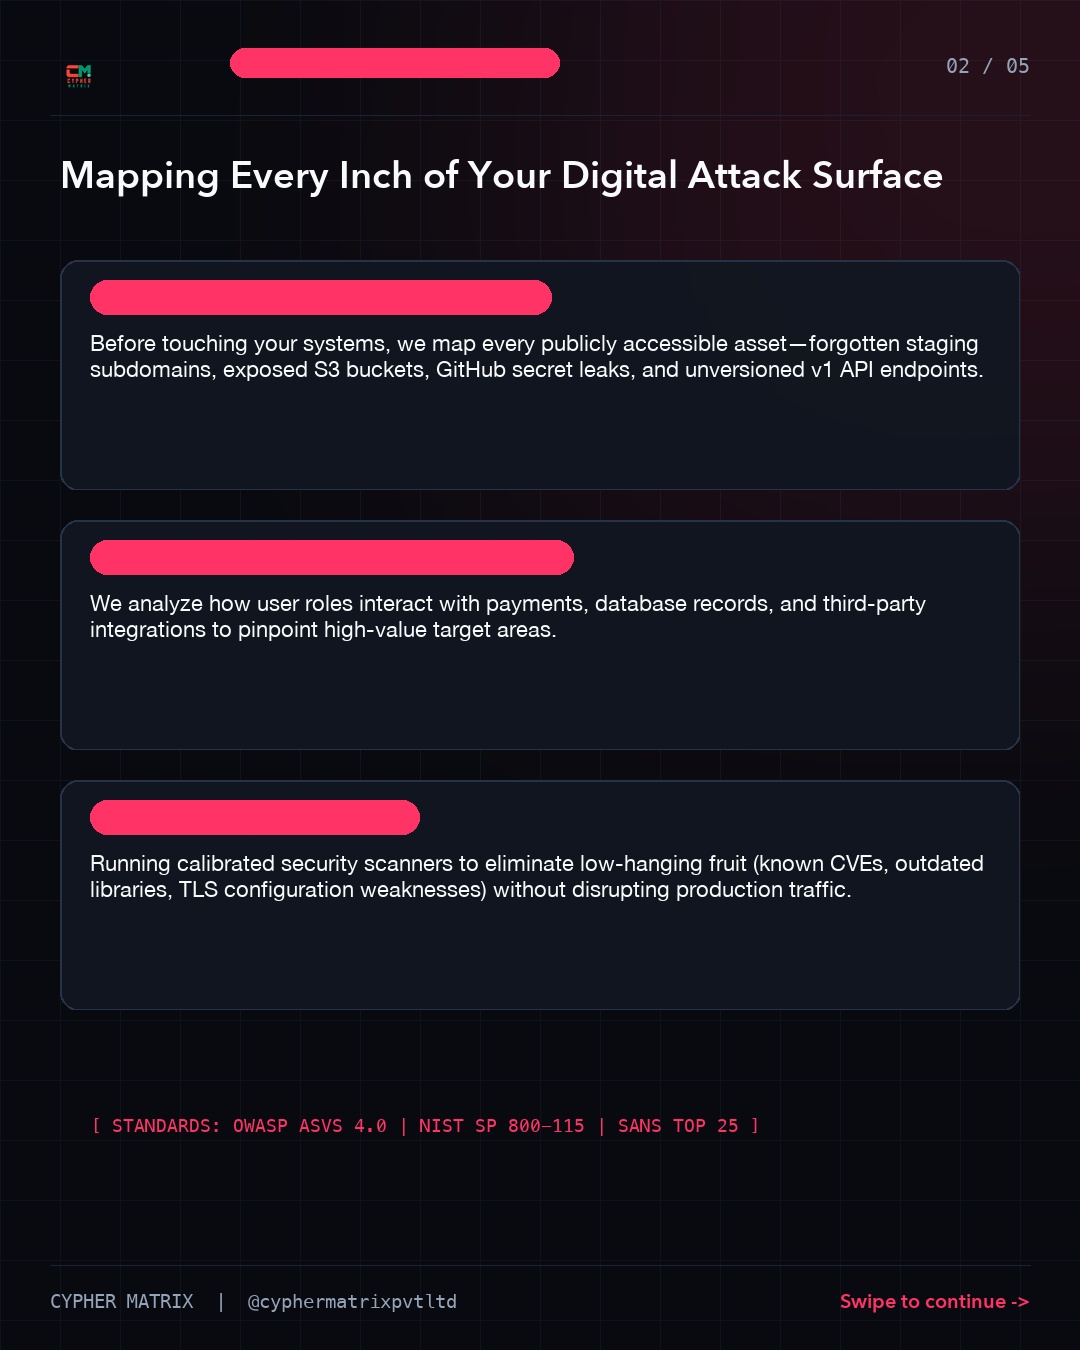 CM
CYPHER
MATRIX
02 / 05
Mapping Every Inch of Your Digital Attack Surface
Before touching your systems, we map every publicly accessible asset—forgotten staging
subdomains, exposed S3 buckets, GitHub secret leaks, and unversioned v1 API endpoints.
We analyze how user roles interact with payments, database records, and third-party
integrations to pinpoint high-value target areas.
Running calibrated security scanners to eliminate low-hanging fruit (known CVEs, outdated
libraries, TLS configuration weaknesses) without disrupting production traffic.
[ STANDARDS: OWASP ASVS 4.0 | NIST SP 800-115 | SANS TOP 25 ]
CYPHER MATRIX | @cyphermatrixpvtltd
Swipe to continue ->